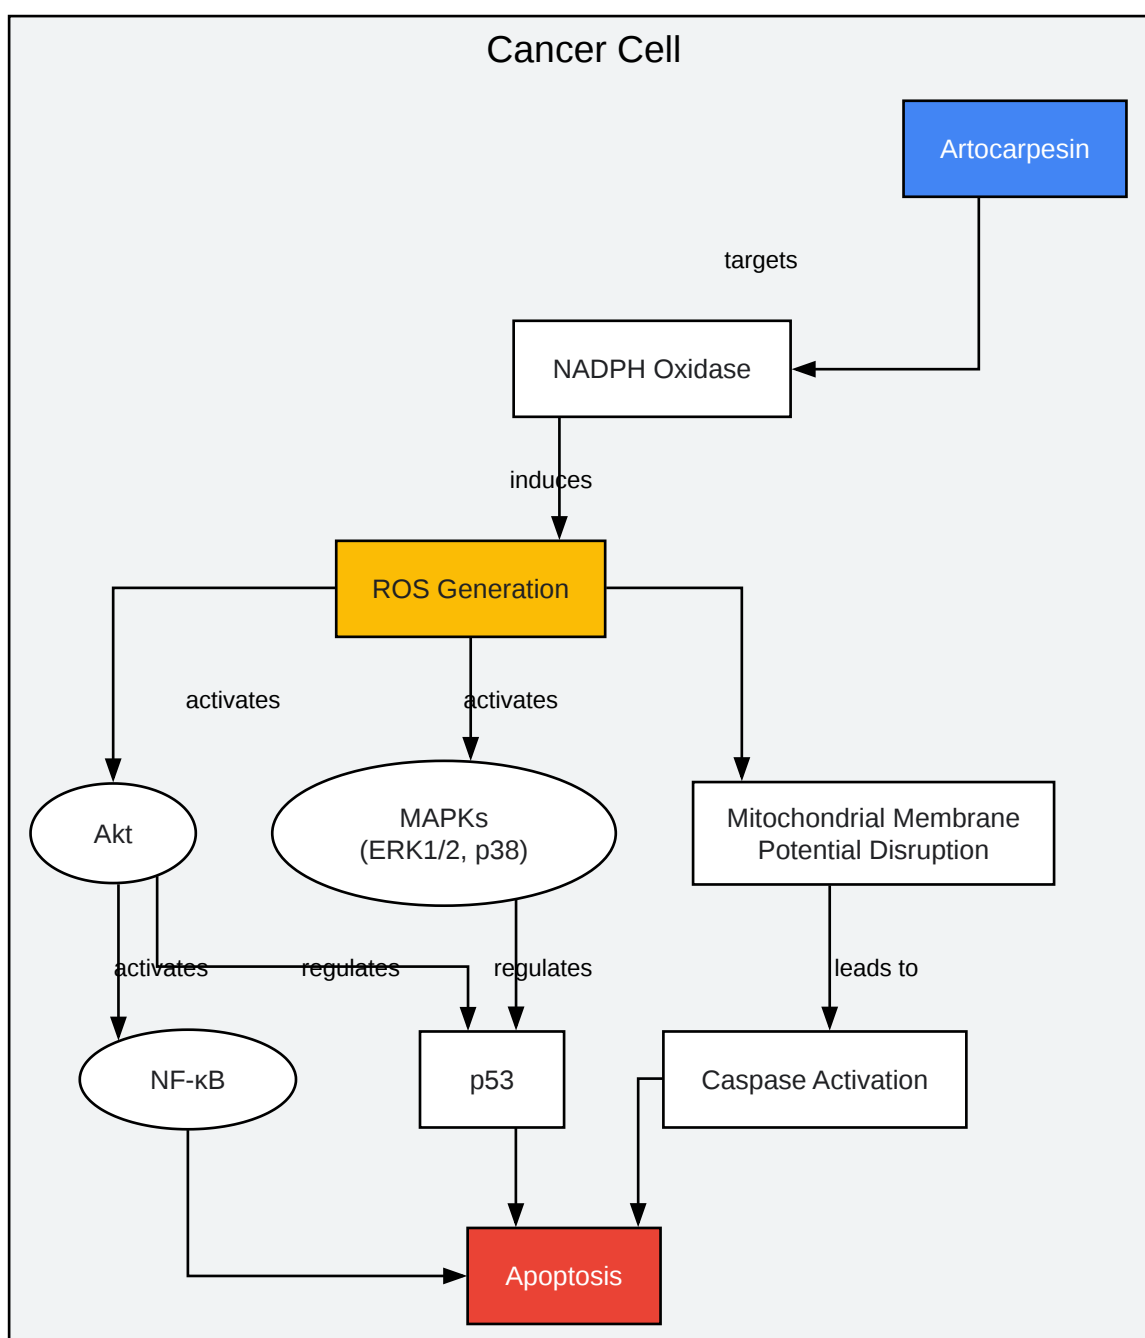 Cancer Cell
Artocarpesin
targets
NADPH Oxidase
induces
ROS Generation
activates
activates
Akt
MAPKs
(ERK1/2, p38)
Mitochondrial Membrane
Potential Disruption
activates
regulates
regulates
leads to
NF-κB
p53
Caspase Activation
Apoptosis